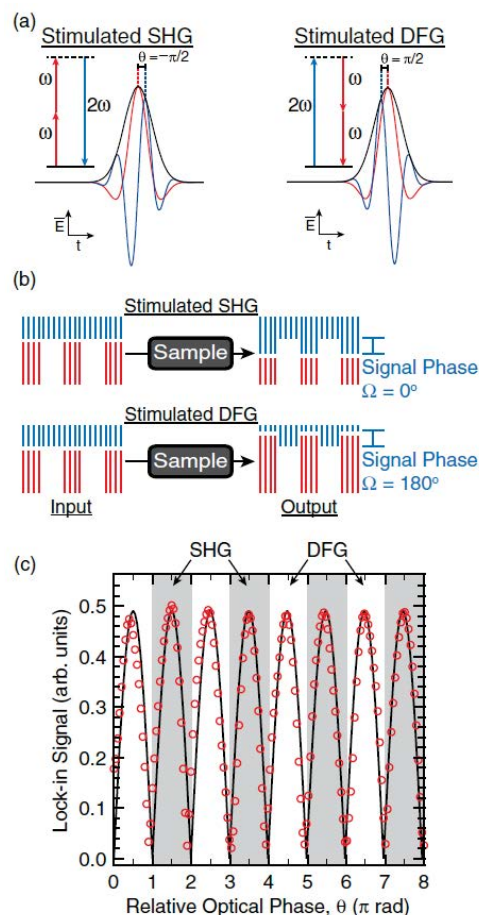 (a)
Stimulated SHG
θ=−π/2
ω
ω
2ω
E
t
Stimulated DFG
θ = π/2
2ω
ω
ω
E
t
(b)
Stimulated SHG
Sample
Signal Phase
Ω = 0°
Stimulated DFG
Sample
Signal Phase
Ω = 180°
Input
Output
(c)
SHG
DFG
Lock-in Signal (arb. units)
0.5
0.4
0.3
0.2
0.1
0.0
0 1 2 3 4 5 6 7 8
Relative Optical Phase, θ (π rad)